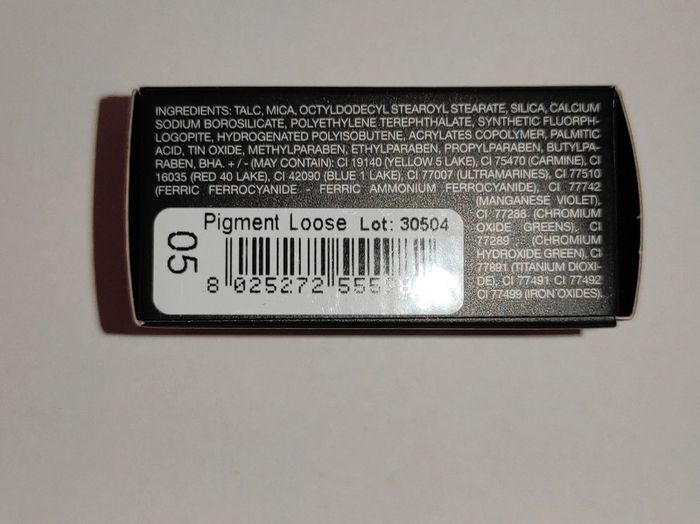 INGREDIENTS: TALC, MICA, OCTYLDODECYL STEAROYL STEARATE, SILICA, CALCIUM
SODIUM BOROSILICATE, POLYETHYLENE TEREPHTHALATE, SYNTHETIC FLUORPH-
LOGOPITE, HYDROGENATED POLYISOBUTENE, ACRYLATES COPOLYMER, PALMITIC
ACID, TIN OXIDE, METHYLPARABEN, ETHYLPARABEN, PROPYLPARABEN, BUTYLPA-
RABEN, BHA. + / - (MAY CONTAIN): CI 19140 (YELLOW 5 LAKE), CI 75470 (CARMINE), CI
16035 (RED 40 LAKE), CI 42090 (BLUE 1 LAKE), CI 77007 (ULTRAMARINES), CI 77510
(FERRIC FERROCYANIDE - FERRIC AMMONIUM FERROCYANIDE), CI 77742
(MANGANESE VIOLET),
CI 77288 (CHROMIUM
OXIDE GREENS), CI
77289 (CHROMIUM
HYDROXIDE GREEN), CI
77891 (TITANIUM DIOXI-
DE), CI 77491 CI 77492
CI 77499 (IRON OXIDES).
Pigment Loose Lot: 30504
05
8 025272 555